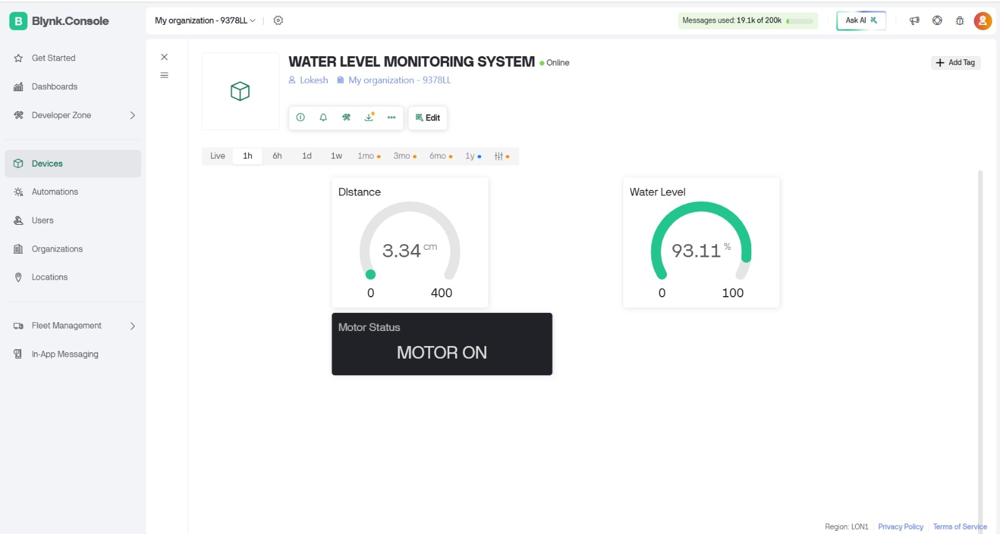 B Blynk.Console
My organization - 9378LL
Messages used: 19.1k of 200k
Ask AI
Get Started
Dashboards
Developer Zone
Devices
Automations
Users
Organizations
Locations
Fleet Management
In-App Messaging
WATER LEVEL MONITORING SYSTEM Online
Lokesh My organization - 9378LL
Add Tag
Edit
Live 1h 6h 1d 1w 1mo 3mo 6mo 1y
DIstance
3.34 cm
0 400
Water Level
93.11 %
0 100
Motor Status
MOTOR ON
Region: LON1 Privacy Policy Terms of Service